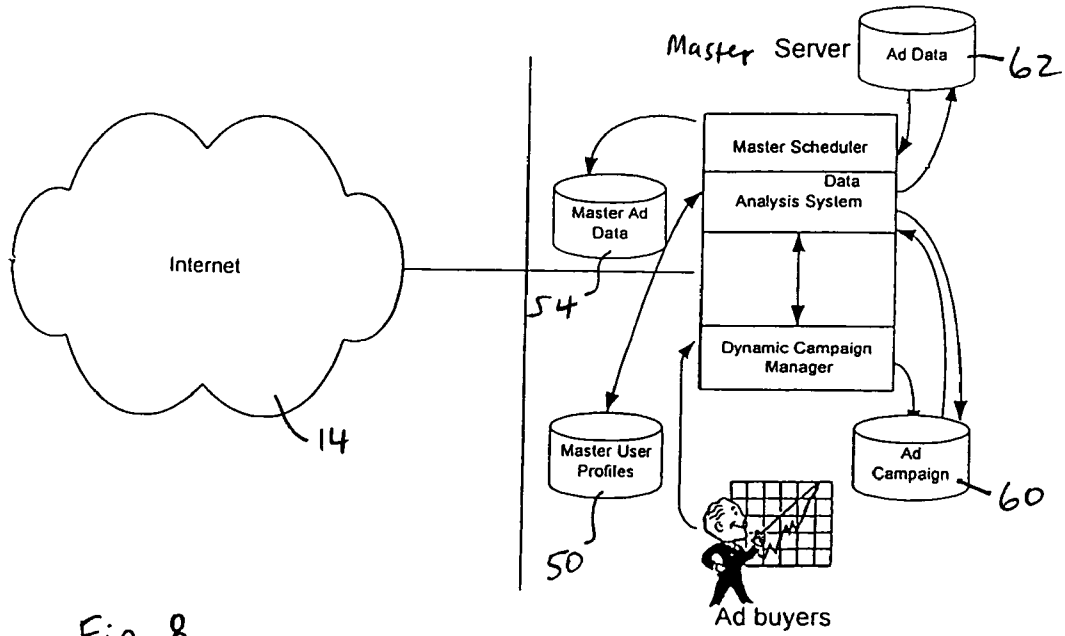 Master Server
Ad Data
62
Master Scheduler
Data
Analysis System
Master Ad
Data
Internet
54
Dynamic Campaign
Manager
14
Master User
Profiles
Ad
Campaign
60
50
Ad buyers
Fig. 8